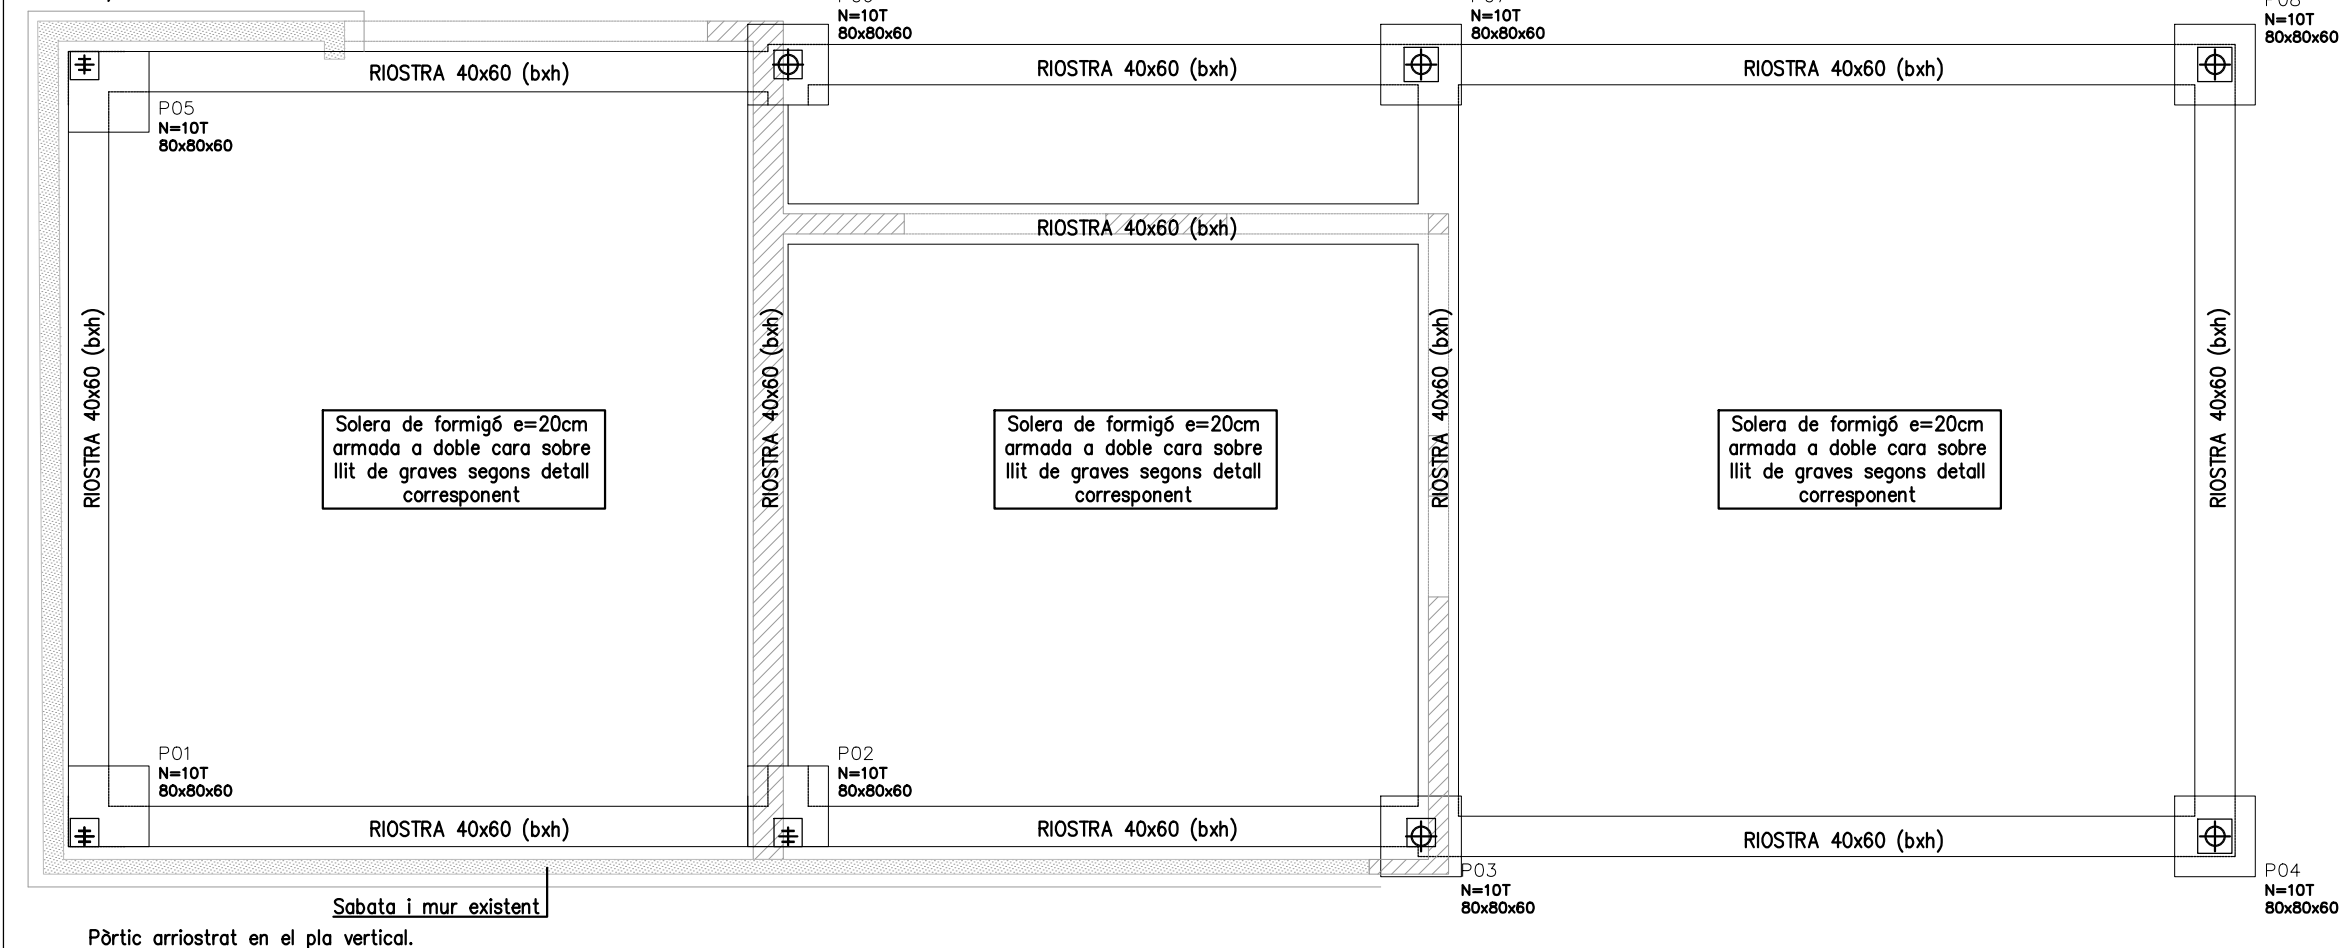 N=10T
80x80x60
N=10T
80x80x60
P08
N=10T
80x80x60
RIOSTRA 40x60 (bxh)
RIOSTRA 40x60 (bxh)
RIOSTRA 40x60 (bxh)
P05
N=10T
80x80x60
RIOSTRA 40x60 (bxh)
RIOSTRA 40x60 (bxh)
RIOSTRA 40x60 (bxh)
RIOSTRA 40x60 (bxh)
RIOSTRA 40x60 (bxh)
Solera de formigó e=20cm
armada a doble cara sobre
llit de graves segons detall
corresponent
Solera de formigó e=20cm
armada a doble cara sobre
llit de graves segons detall
corresponent
Solera de formigó e=20cm
armada a doble cara sobre
llit de graves segons detall
corresponent
P01
N=10T
80x80x60
P02
N=10T
80x80x60
RIOSTRA 40x60 (bxh)
RIOSTRA 40x60 (bxh)
RIOSTRA 40x60 (bxh)
P03
N=10T
80x80x60
P04
N=10T
80x80x60
Sabata i mur existent
Pòrtic arriostrat en el pla vertical.